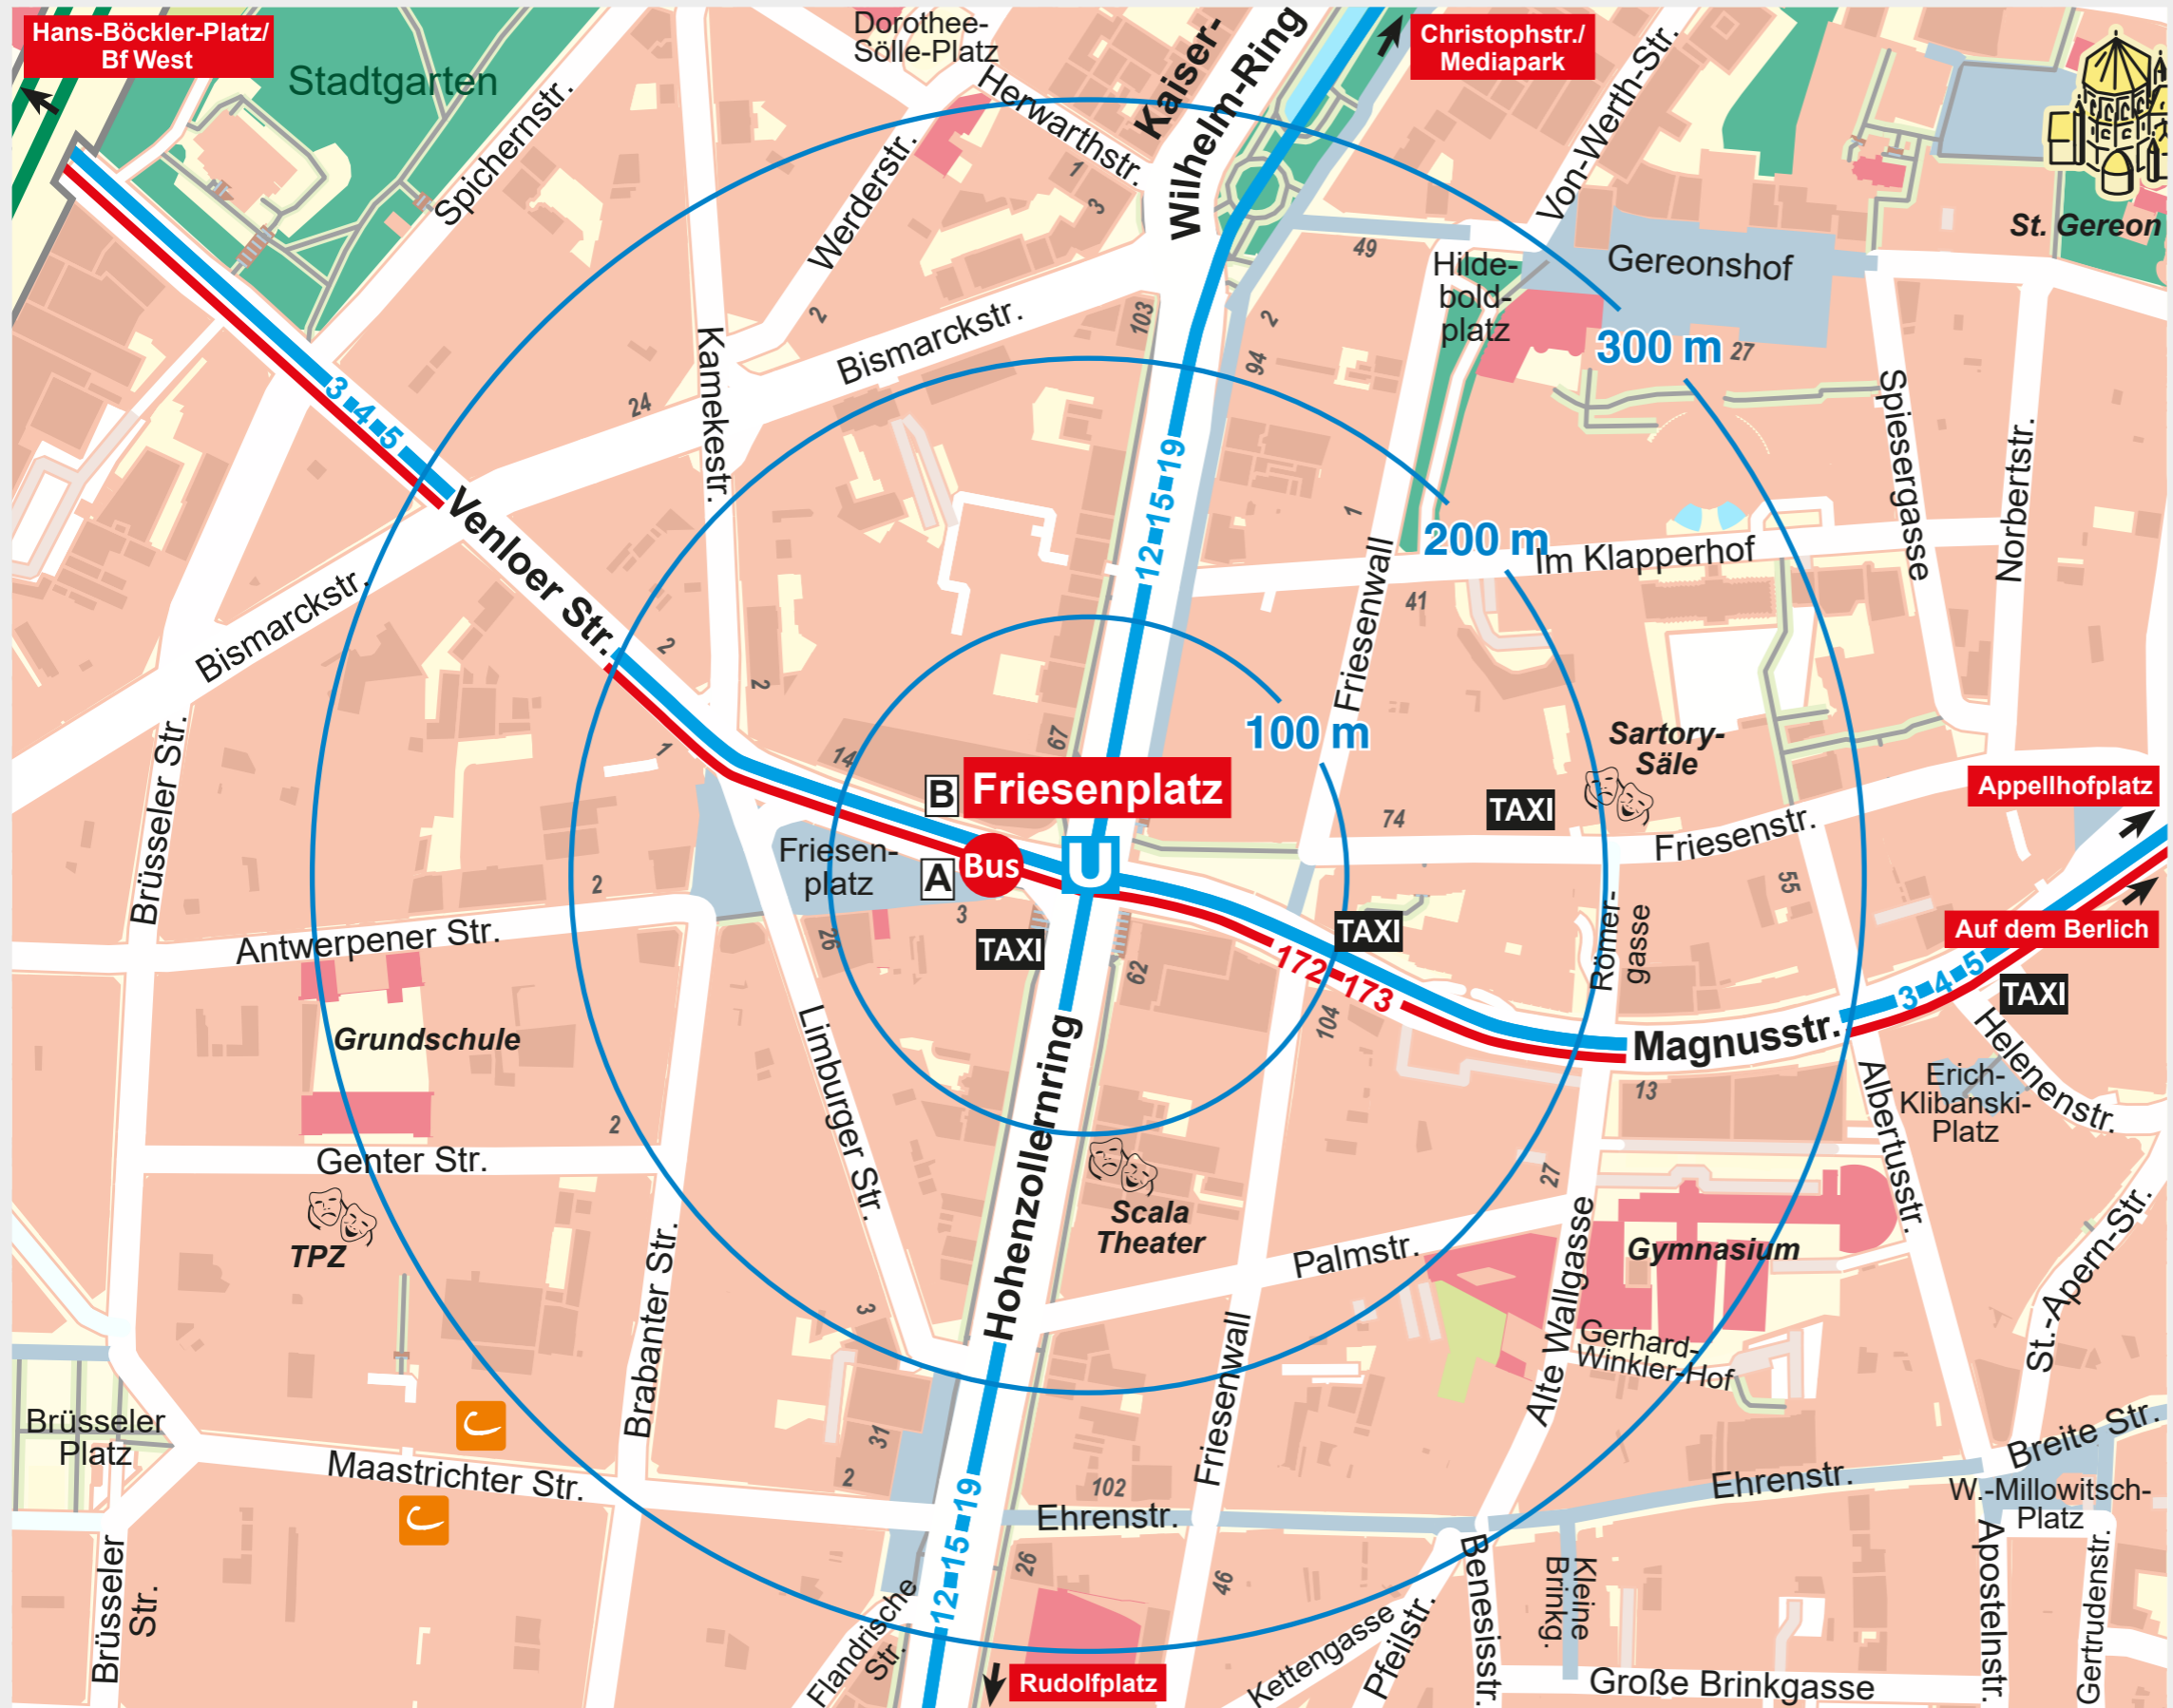 Hans-Böckler-Platz/
Bf West
Stadtgarten
Spichernstr.
Dorothee-
Sölle-Platz
Herwarthstr.
Werderstr.
Kaiser-
Wilhelm-Ring
Christophstr./
Mediapark
Von-Werth-Str.
St. Gereon
Gereonshof
Hilde-
bold-
platz
1
3
49
2
103
2
94
27
300 m
Bismarckstr.
Kamekestr.
24
3 4 5
12 15 19
Spiesergasse
Norbertstr.
1
200 m
Im Klapperhof
Venloer Str.
Friesenwall
41
Bismarckstr.
2
2
1
14
67
100 m
Sartory-
Säle
Brüsseler Str.
B
Friesenplatz
TAXI
74
Appellhofplatz
Friesenstr.
Friesen-
platz
A
Bus
U
2
3
26
55
Antwerpener Str.
TAXI
TAXI
62
172 173
104
Römer-
gasse
Auf dem Berlich
3 4 5
TAXI
Magnusstr.
Grundschule
Limburger Str.
Hohenzollernring
13
Helenenstr.
Erich-
Klibanski-
Platz
Albertusstr.
2
Genter Str.
27
TPZ
Scala
Theater
Palmstr.
Gymnasium
St.-Apern-Str.
Brabanter Str.
3
Friesenwall
Alte Wallgasse
Gerhard-
Winkler-Hof
Brüsseler
Platz
31
2
Maastrichter Str.
102
Ehrenstr.
Ehrenstr.
Breite Str.
W.-Millowitsch-
Platz
12 15 19
26
46
Brüsseler
Str.
Flandrische
Str.
Rudolfplatz
Kettengasse
Pfeilstr.
Benesisstr.
Kleine
Brinkg.
Große Brinkgasse
Apostelnstr.
Gertrudenstr.